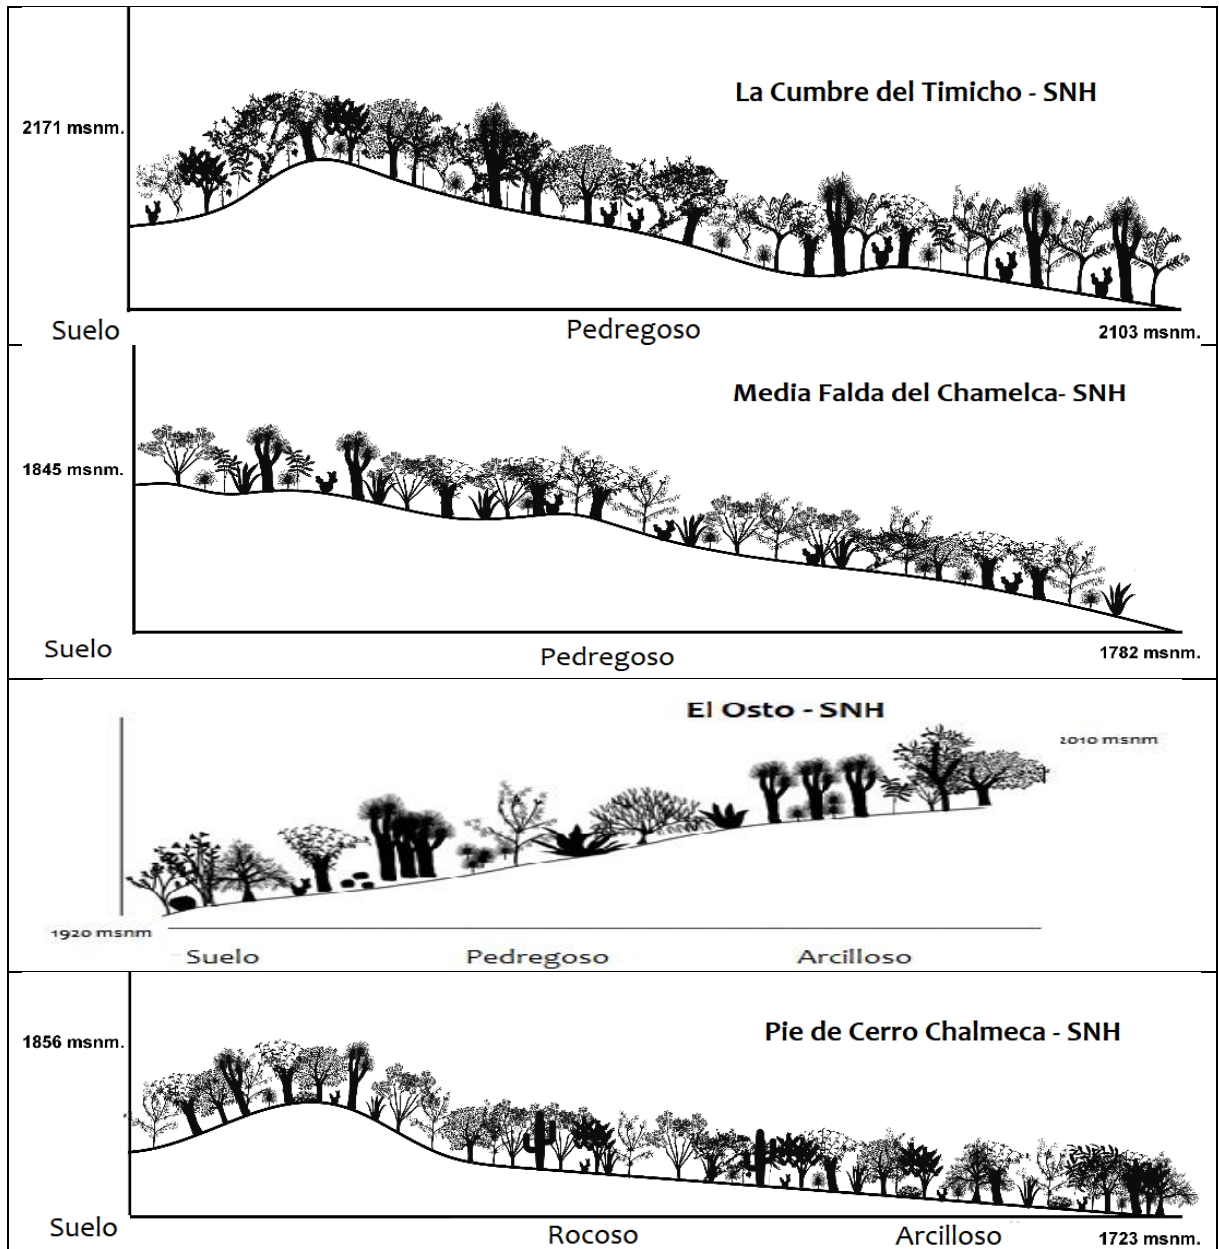 La Cumbre del Timicho - SNH
2171 msnm.
Suelo
Pedregoso
2103 msnm.
Media Falda del Chamelca- SNH
1845 msnm.
Suelo
Pedregoso
1782 msnm.
El Osto - SNH
2010 msnm
1920 msnm
Suelo
Pedregoso
Arcilloso
Pie de Cerro Chalmeca - SNH
1856 msnm.
Suelo
Rocoso
Arcilloso
1723 msnm.